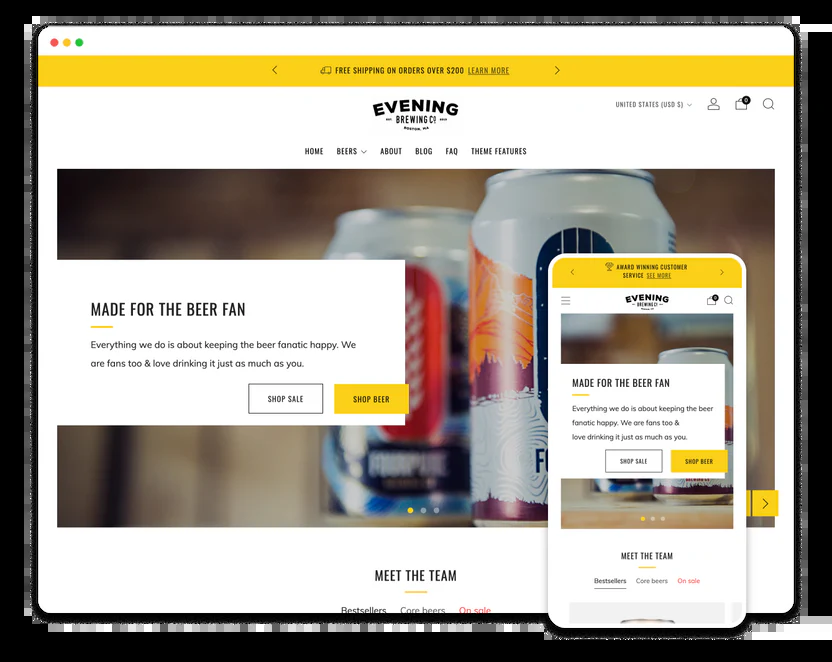 FREE SHIPPING ON ORDERS OVER $200 LEARN MORE
EVENING
BREWING CO
BOSTON, MA
UNITED STATES (USD $)
0
HOME BEERS ABOUT BLOG FAQ THEME FEATURES
MADE FOR THE BEER FAN
Everything we do is about keeping the beer fanatic happy. We
are fans too & love drinking it just as much as you.
SHOP SALE SHOP BEER
MEET THE TEAM
Bestsellers Core beers On sale
AWARD WINNING CUSTOMER
SERVICE SEE MORE
EVENING
BREWING CO
0
MADE FOR THE BEER FAN
Everything we do is about keeping the beer
fanatic happy. We are fans too &
love drinking it just as much as you.
SHOP SALE SHOP BEER
MEET THE TEAM
Bestsellers Core beers On sale